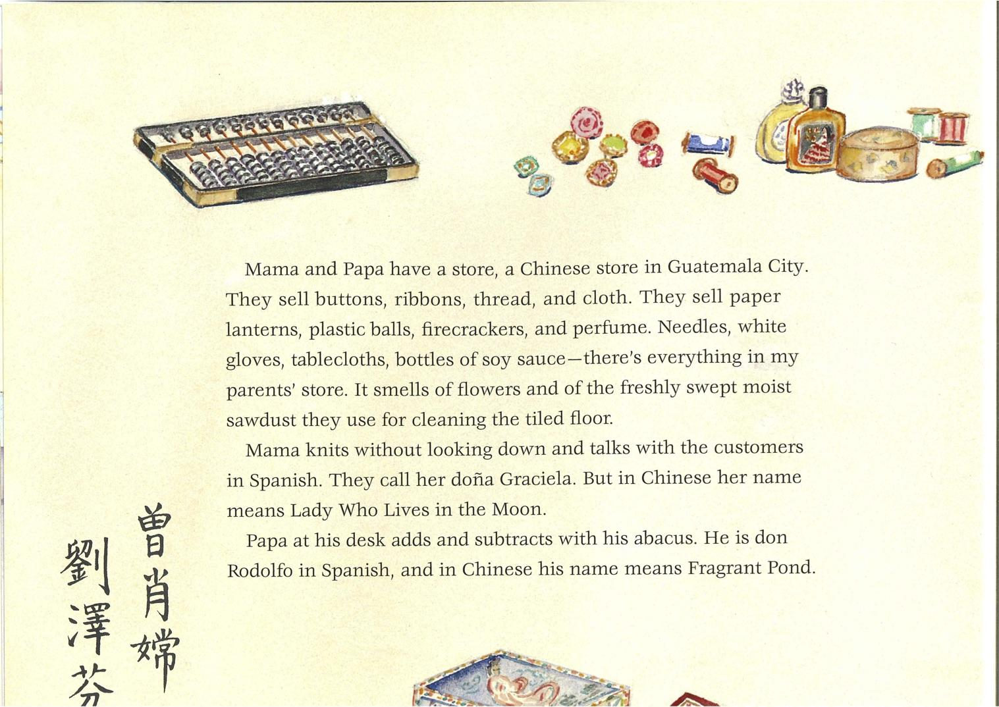 Mama and Papa have a store, a Chinese store in Guatemala City.
They sell buttons, ribbons, thread, and cloth. They sell paper
lanterns, plastic balls, firecrackers, and perfume. Needles, white
gloves, tablecloths, bottles of soy sauce—there’s everything in my
parents’ store. It smells of flowers and of the freshly swept moist
sawdust they use for cleaning the tiled floor.
Mama knits without looking down and talks with the customers
in Spanish. They call her doña Graciela. But in Chinese her name
means Lady Who Lives in the Moon.
Papa at his desk adds and subtracts with his abacus. He is don
Rodolfo in Spanish, and in Chinese his name means Fragrant Pond.
曾肖嫦
劉澤芬